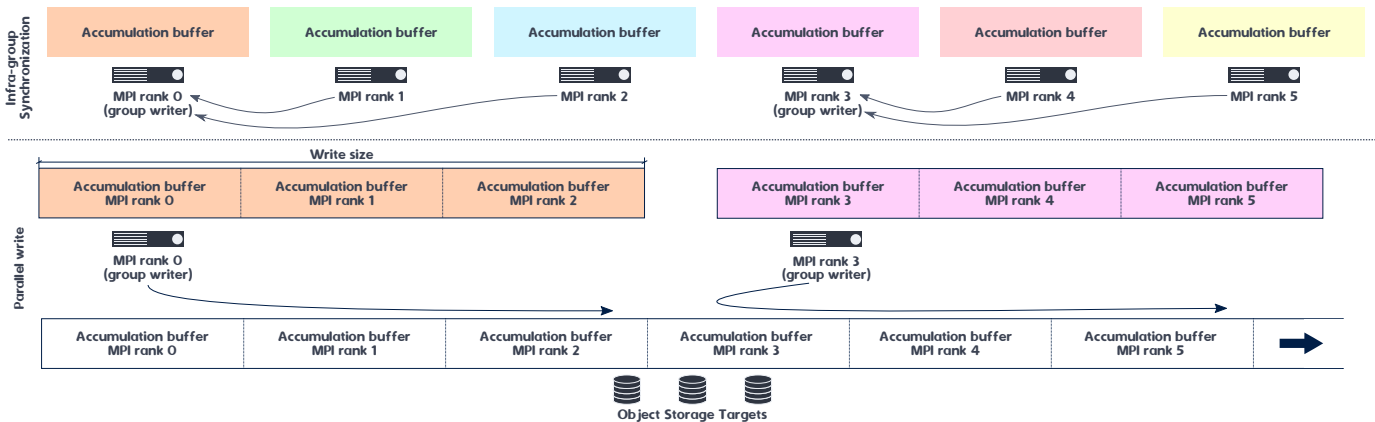 Infra-group
Synchronization
Accumulation buffer
Accumulation buffer
Accumulation buffer
Accumulation buffer
Accumulation buffer
Accumulation buffer
MPI rank 0
(group writer)
MPI rank 1
MPI rank 2
MPI rank 3
(group writer)
MPI rank 4
MPI rank 5
Parallel write
Write size
Accumulation buffer
MPI rank 0
Accumulation buffer
MPI rank 1
Accumulation buffer
MPI rank 2
Accumulation buffer
MPI rank 3
Accumulation buffer
MPI rank 4
Accumulation buffer
MPI rank 5
MPI rank 0
(group writer)
MPI rank 3
(group writer)
Accumulation buffer
MPI rank 0
Accumulation buffer
MPI rank 1
Accumulation buffer
MPI rank 2
Accumulation buffer
MPI rank 3
Accumulation buffer
MPI rank 4
Accumulation buffer
MPI rank 5
Object Storage Targets